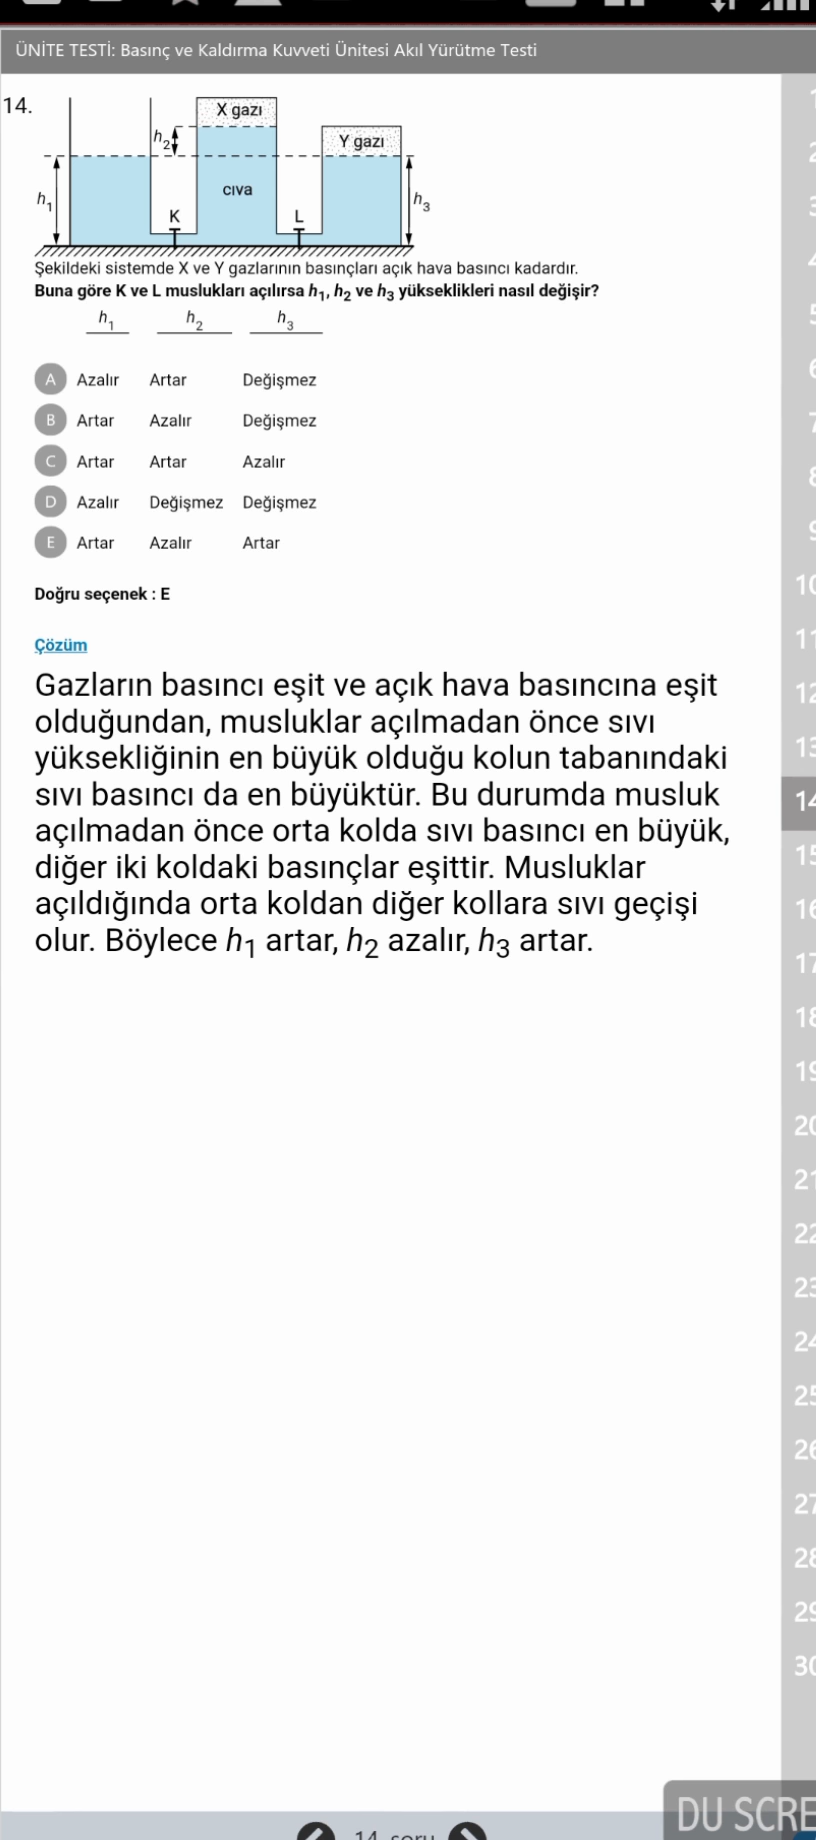 ÜNİTE TESTİ: Basınç ve Kaldırma Kuvveti Ünitesi Akıl Yürütme Testi
14.
X gazı
h2
Y gazı
cıva
h1
h3
K
L
Şekildeki sistemde X ve Y gazlarının basınçları açık hava basıncı kadardır.
Buna göre K ve L muslukları açılırsa h1, h2 ve h3 yükseklikleri nasıl değişir?
h1 h2 h3
A Azalır Artar Değişmez
B Artar Azalır Değişmez
C Artar Artar Azalır
D Azalır Değişmez Değişmez
E Artar Azalır Artar
Doğru seçenek : E
Çözüm
Gazların basıncı eşit ve açık hava basıncına eşit
olduğundan, musluklar açılmadan önce sıvı
yüksekliğinin en büyük olduğu kolun tabanındaki
sıvı basıncı da en büyüktür. Bu durumda musluk
açılmadan önce orta kolda sıvı basıncı en büyük,
diğer iki koldaki basınçlar eşittir. Musluklar
açıldığında orta koldan diğer kollara sıvı geçişi
olur. Böylece h1 artar, h2 azalır, h3 artar.
10
11
12
13
14
15
16
17
18
19
20
21
22
23
24
25
26
27
28
29
30
14. soru
DU SCRE